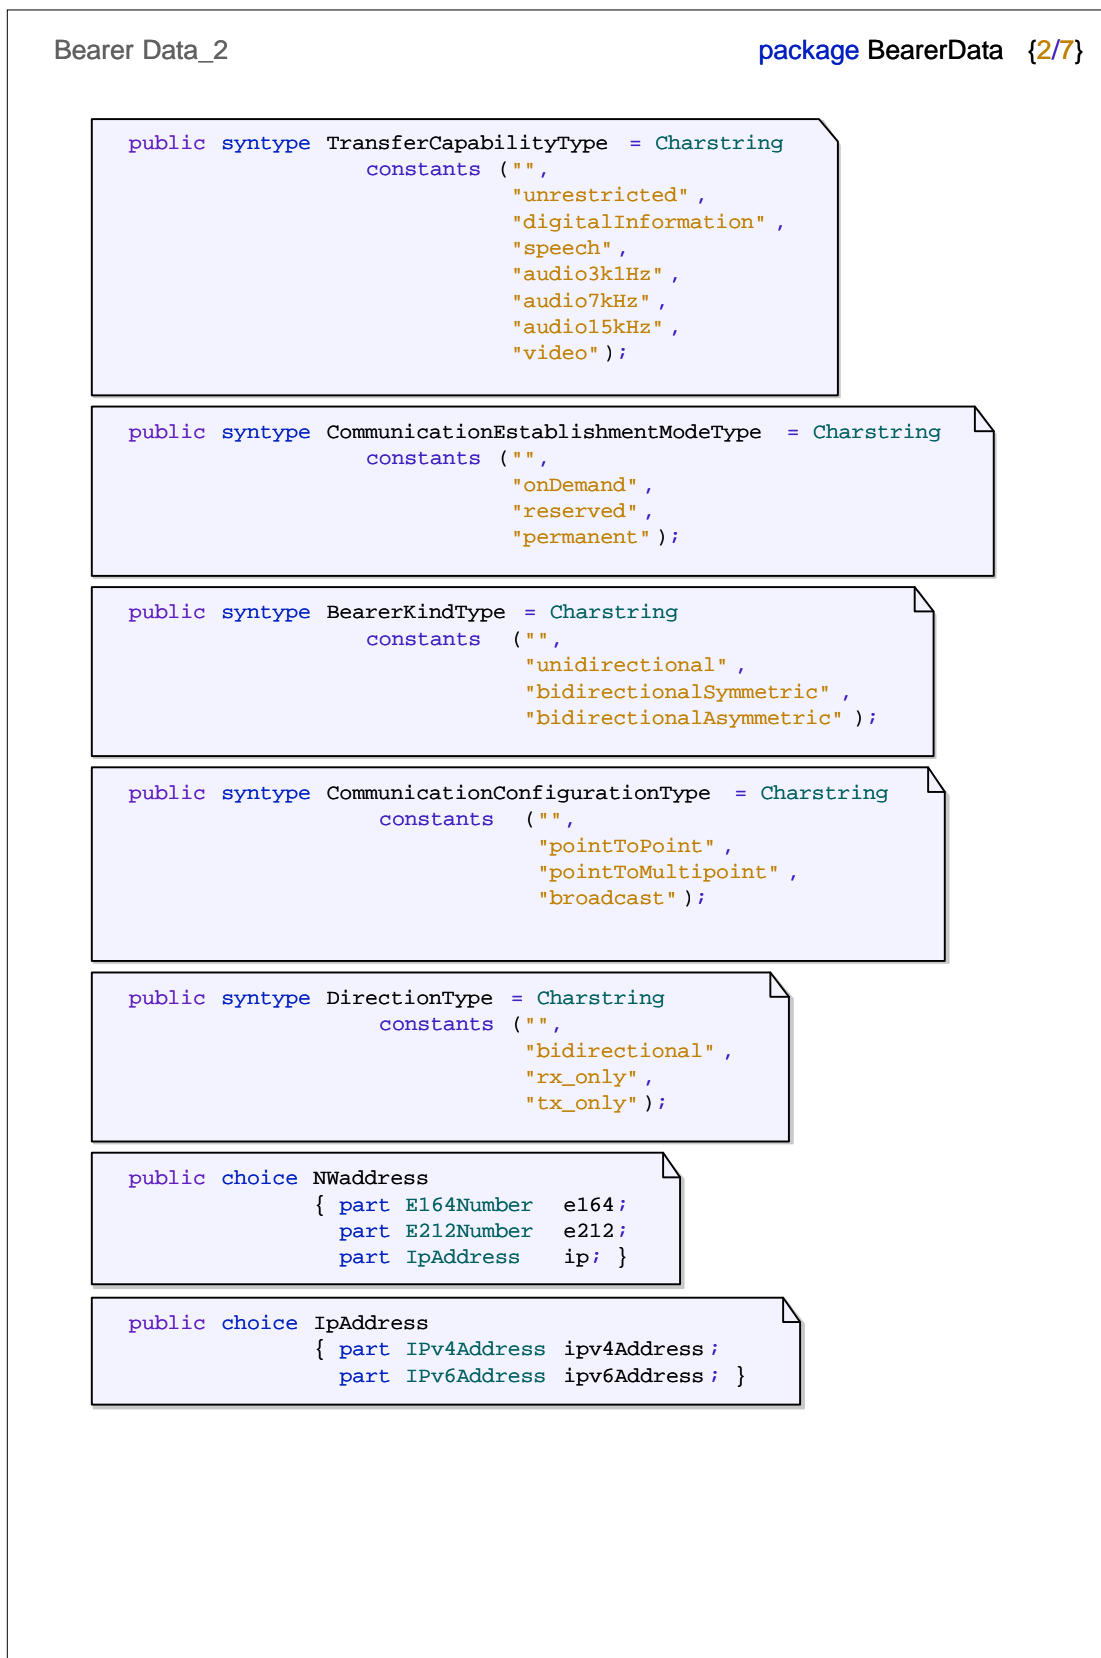 Bearer Data_2
package BearerData {2/7}
public syntype TransferCapabilityType = Charstring
constants ("",
"unrestricted",
"digitalInformation",
"speech",
"audio3k1Hz",
"audio7kHz",
"audio15kHz",
"video");
public syntype CommunicationEstablishmentModeType = Charstring
constants ("",
"onDemand",
"reserved",
"permanent");
public syntype BearerKindType = Charstring
constants ("",
"unidirectional",
"bidirectionalSymmetric",
"bidirectionalAsymmetric");
public syntype CommunicationConfigurationType = Charstring
constants ("",
"pointToPoint",
"pointToMultipoint",
"broadcast");
public syntype DirectionType = Charstring
constants ("",
"bidirectional",
"rx_only",
"tx_only");
public choice NWaddress
{ part E164Number e164;
part E212Number e212;
part IpAddress ip; }
public choice IpAddress
{ part IPv4Address ipv4Address;
part IPv6Address ipv6Address; }